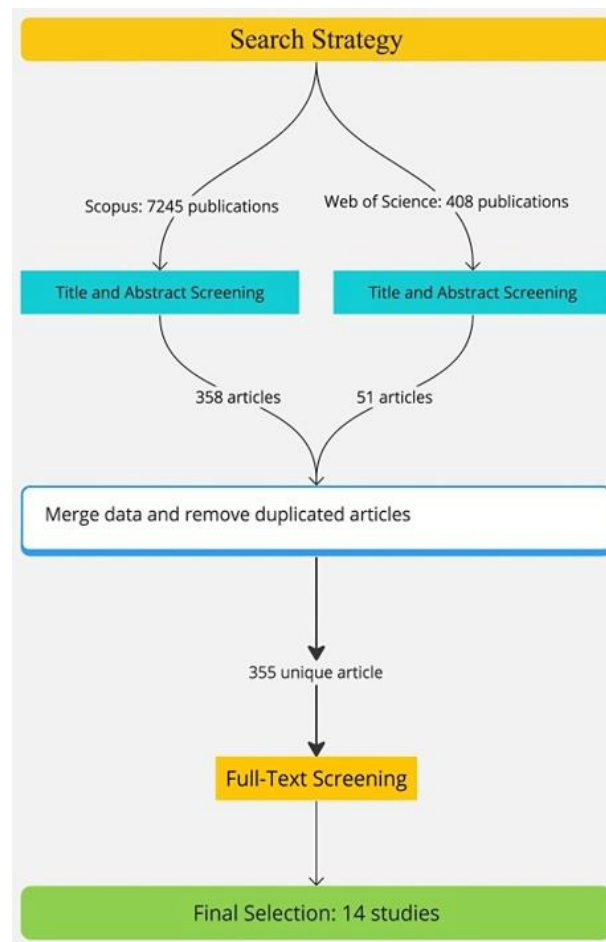 Search Strategy
Scopus: 7245 publications
Web of Science: 408 publications
Title and Abstract Screening
Title and Abstract Screening
358 articles
51 articles
Merge data and remove duplicated articles
355 unique article
Full-Text Screening
Final Selection: 14 studies